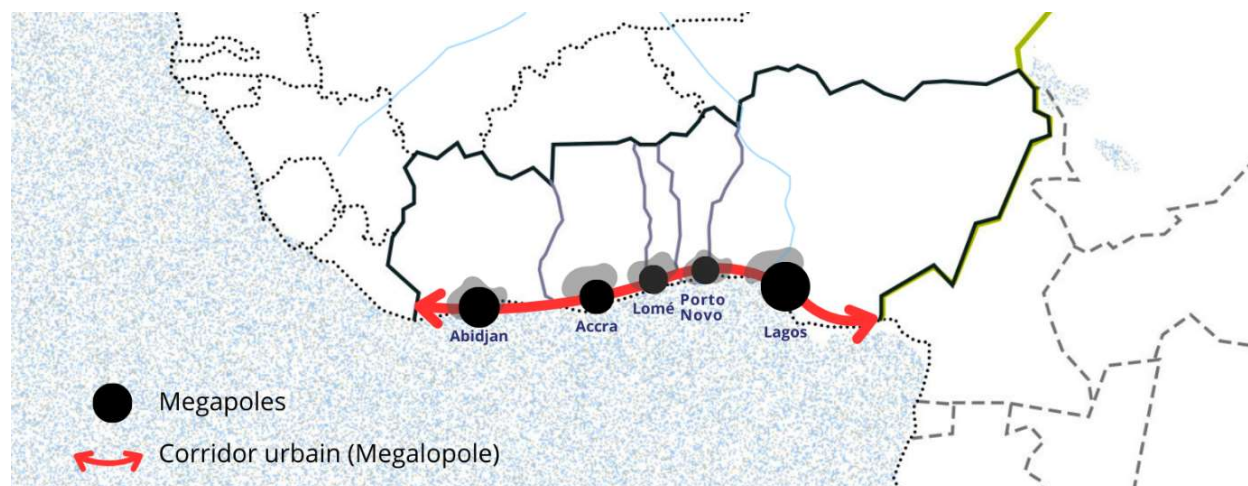 Abidjan
Accra
Lomé
Porto
Novo
Lagos
Megapoles
Corridor urbain (Megalopole)